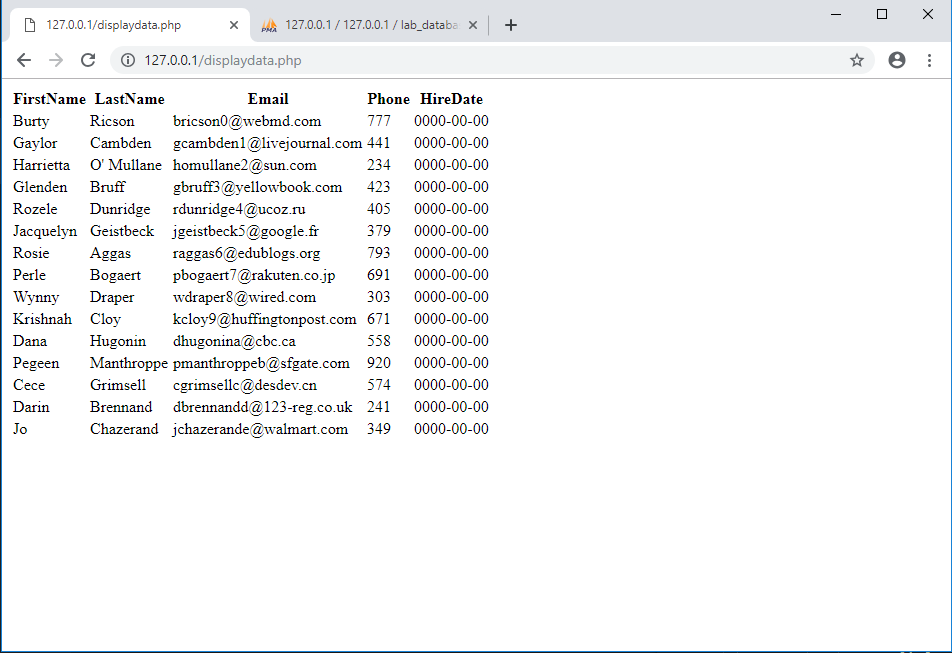 127.0.0.1/displaydata.php
127.0.0.1 / 127.0.0.1 / lab_databa
127.0.0.1/displaydata.php
FirstName LastName Email Phone HireDate
Burty Ricson bricson0@webmd.com 777 0000-00-00
Gaylor Cambden gcambden1@livejournal.com 441 0000-00-00
Harrietta O' Mullane homullane2@sun.com 234 0000-00-00
Glenden Bruff gbruff3@yellowbook.com 423 0000-00-00
Rozele Dunridge rdunridge4@ucoz.ru 405 0000-00-00
Jacquelyn Geistbeck jgeistbeck5@google.fr 379 0000-00-00
Rosie Aggas raggas6@edublogs.org 793 0000-00-00
Perle Bogaert pbogaert7@rakuten.co.jp 691 0000-00-00
Wynny Draper wdraper8@wired.com 303 0000-00-00
Krishnah Cloy kcloy9@huffingtonpost.com 671 0000-00-00
Dana Hugonin dhugonina@cbc.ca 558 0000-00-00
Pegeen Manthroppe pmanthroppeb@sfgate.com 920 0000-00-00
Cece Grimsell cgrimsellc@desdev.cn 574 0000-00-00
Darin Brennand dbrennandd@123-reg.co.uk 241 0000-00-00
Jo Chazerand jchazerande@walmart.com 349 0000-00-00